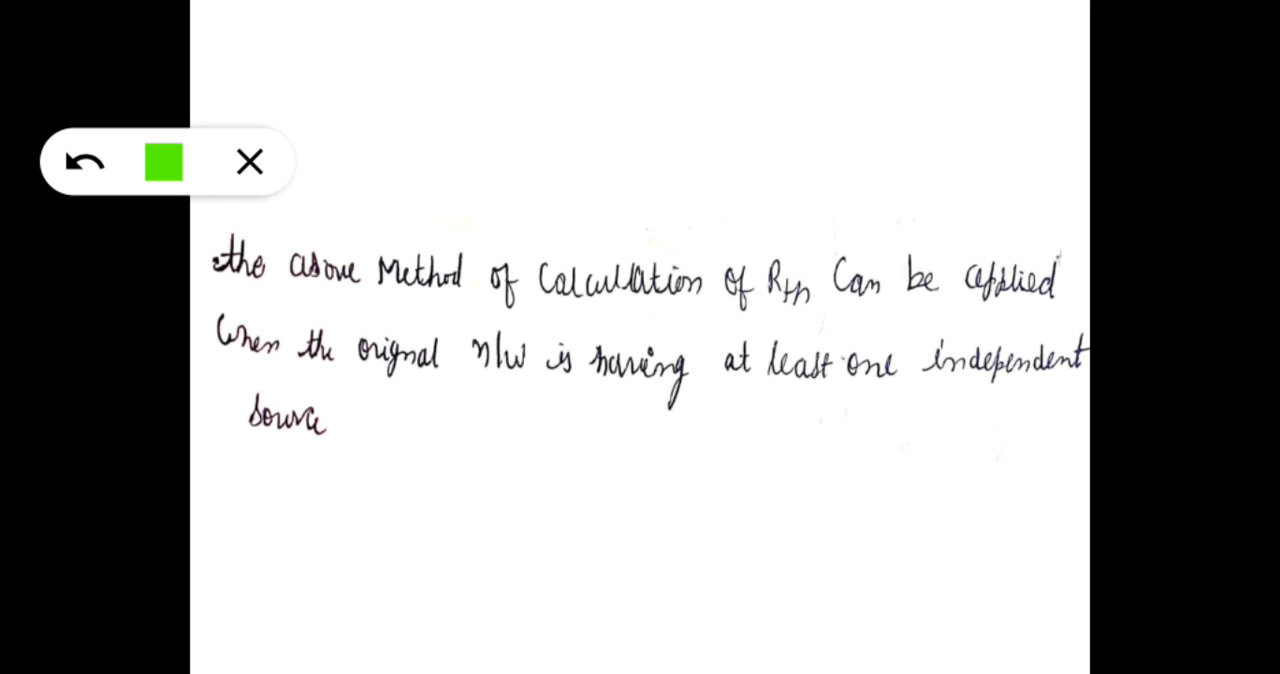 the above Method of Calculation of Rth Can be applied
When the orignal n/w is having at least one independent
source